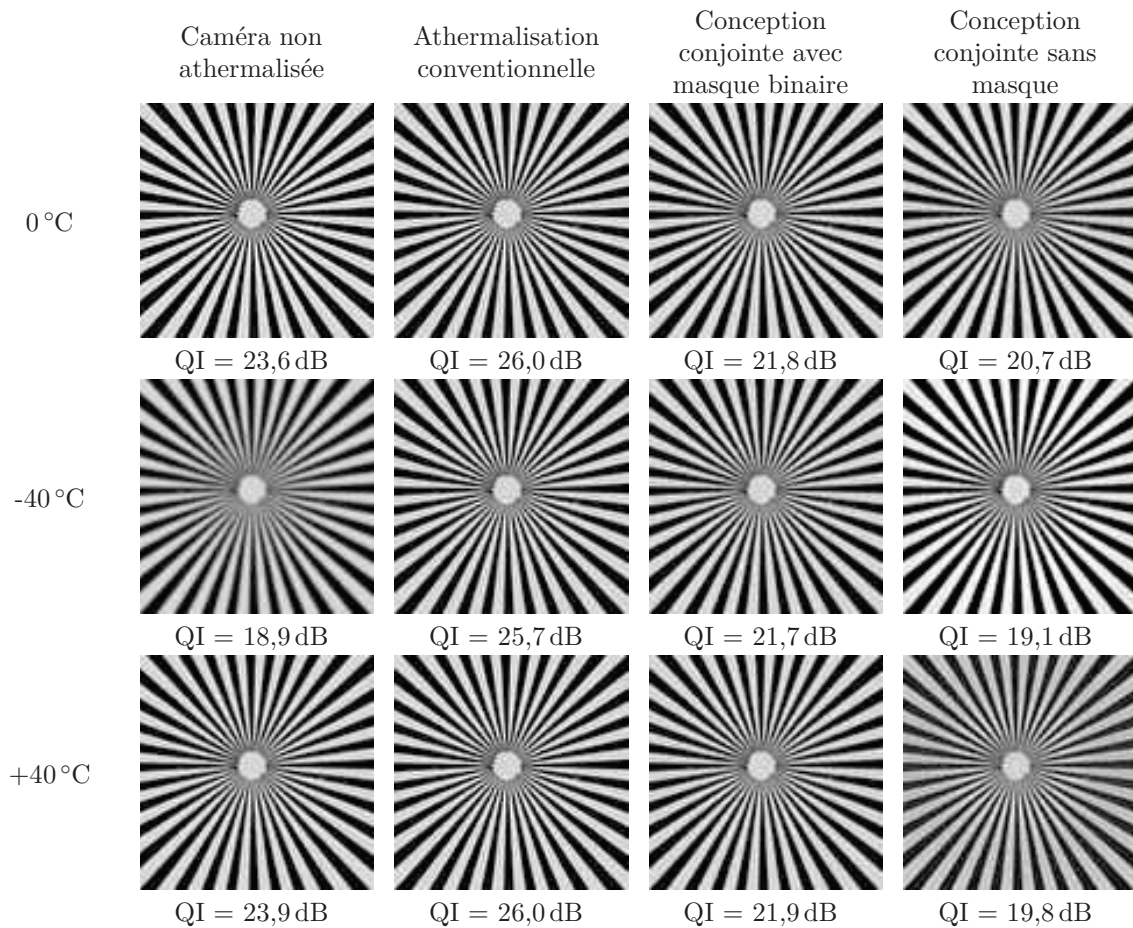 Caméra non
athermalisée
Athermalisation
conventionnelle
Conception
conjointe avec
masque binaire
Conception
conjointe sans
masque
0 °C
QI = 23,6 dB
QI = 26,0 dB
QI = 21,8 dB
QI = 20,7 dB
-40 °C
QI = 18,9 dB
QI = 25,7 dB
QI = 21,7 dB
QI = 19,1 dB
+40 °C
QI = 23,9 dB
QI = 26,0 dB
QI = 21,9 dB
QI = 19,8 dB